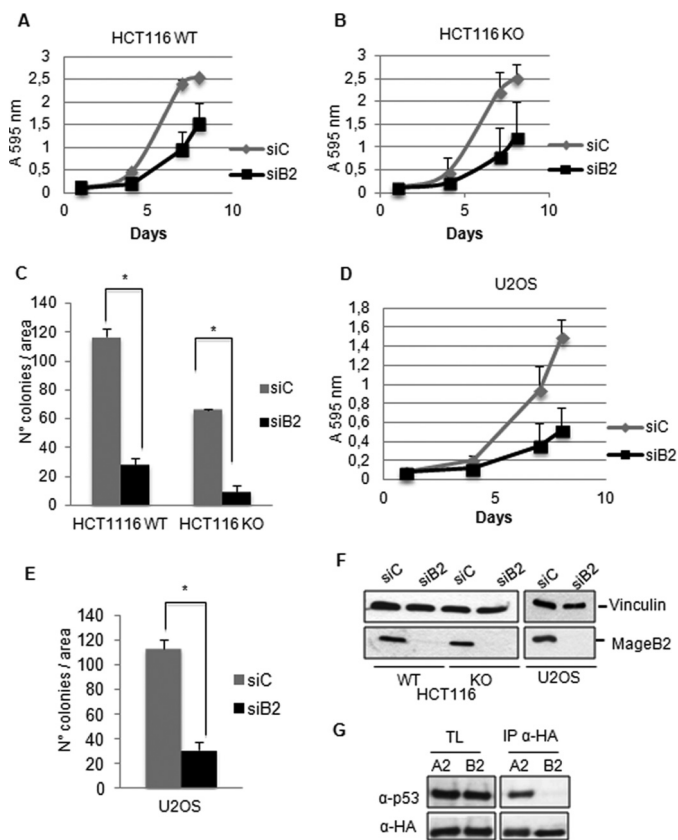 A
HCT116 WT
3
2,5
2
1,5
1
0,5
0
A 595 nm
0 5 10
Days
siC
siB2
B
HCT116 KO
3
2,5
2
1,5
1
0,5
0
A 595 nm
0 5 10
Days
siC
siB2
C
140
120
100
80
60
40
20
0
N° colonies / area
* *
HCT1116 WT HCT116 KO
siC
siB2
D
U2OS
1,8
1,6
1,4
1,2
1
0,8
0,6
0,4
0,2
0
A 595 nm
0 5 10
Days
siC
siB2
E
140
120
100
80
60
40
20
0
N° colonies / area
*
U2OS
siC
siB2
F
siC siB2 siC siB2 siC siB2
Vinculin
MageB2
WT KO U2OS
HCT116
G
TL IP α-HA
A2 B2 A2 B2
α-p53
α-HA